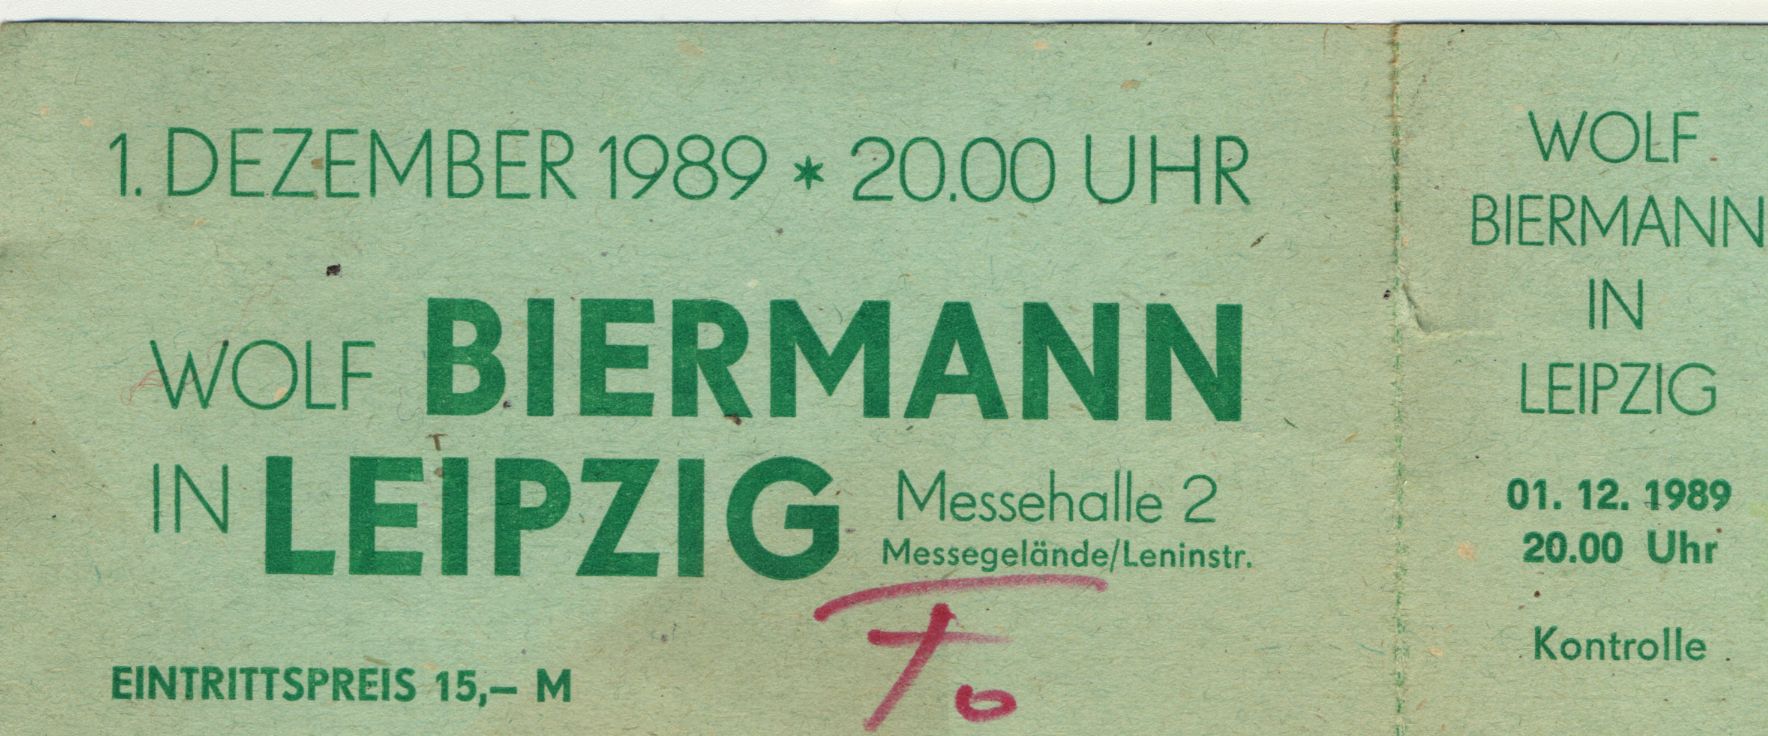 1. DEZEMBER 1989 * 20.00 UHR
WOLF BIERMANN
IN LEIPZIG Messehalle 2
Messegelände/Leninstr.
EINTRITTSPREIS 15,– M
WOLF
BIERMANN
IN
LEIPZIG
01. 12. 1989
20.00 Uhr
Kontrolle